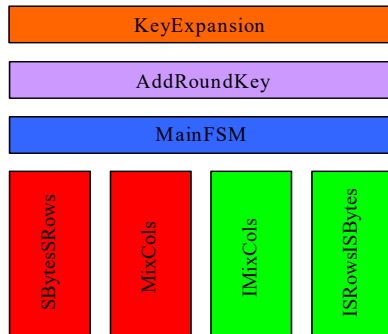 KeyExpansion
AddRoundKey
MainFSM
SBytesSRows
MixCols
IMixCols
ISRowsISBytes